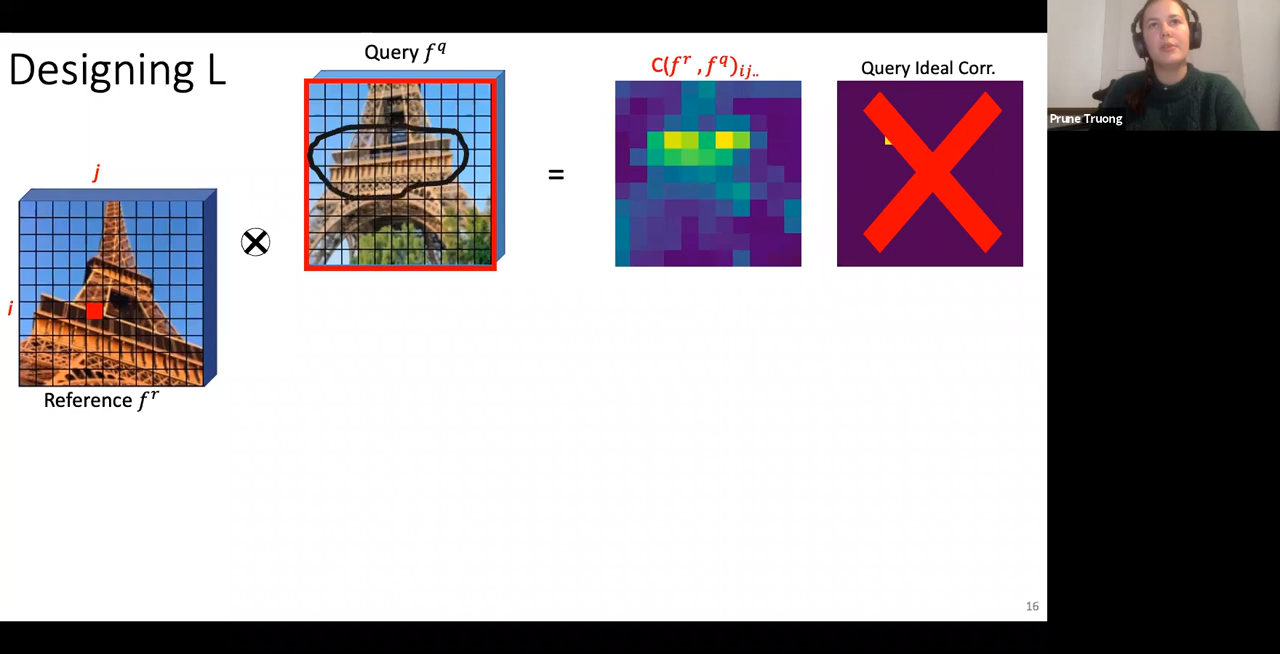 Designing L
Query f^q
C(f^r, f^q)_ij..
Query Ideal Corr.
Prune Truong
j
=
i
Reference f^r
16